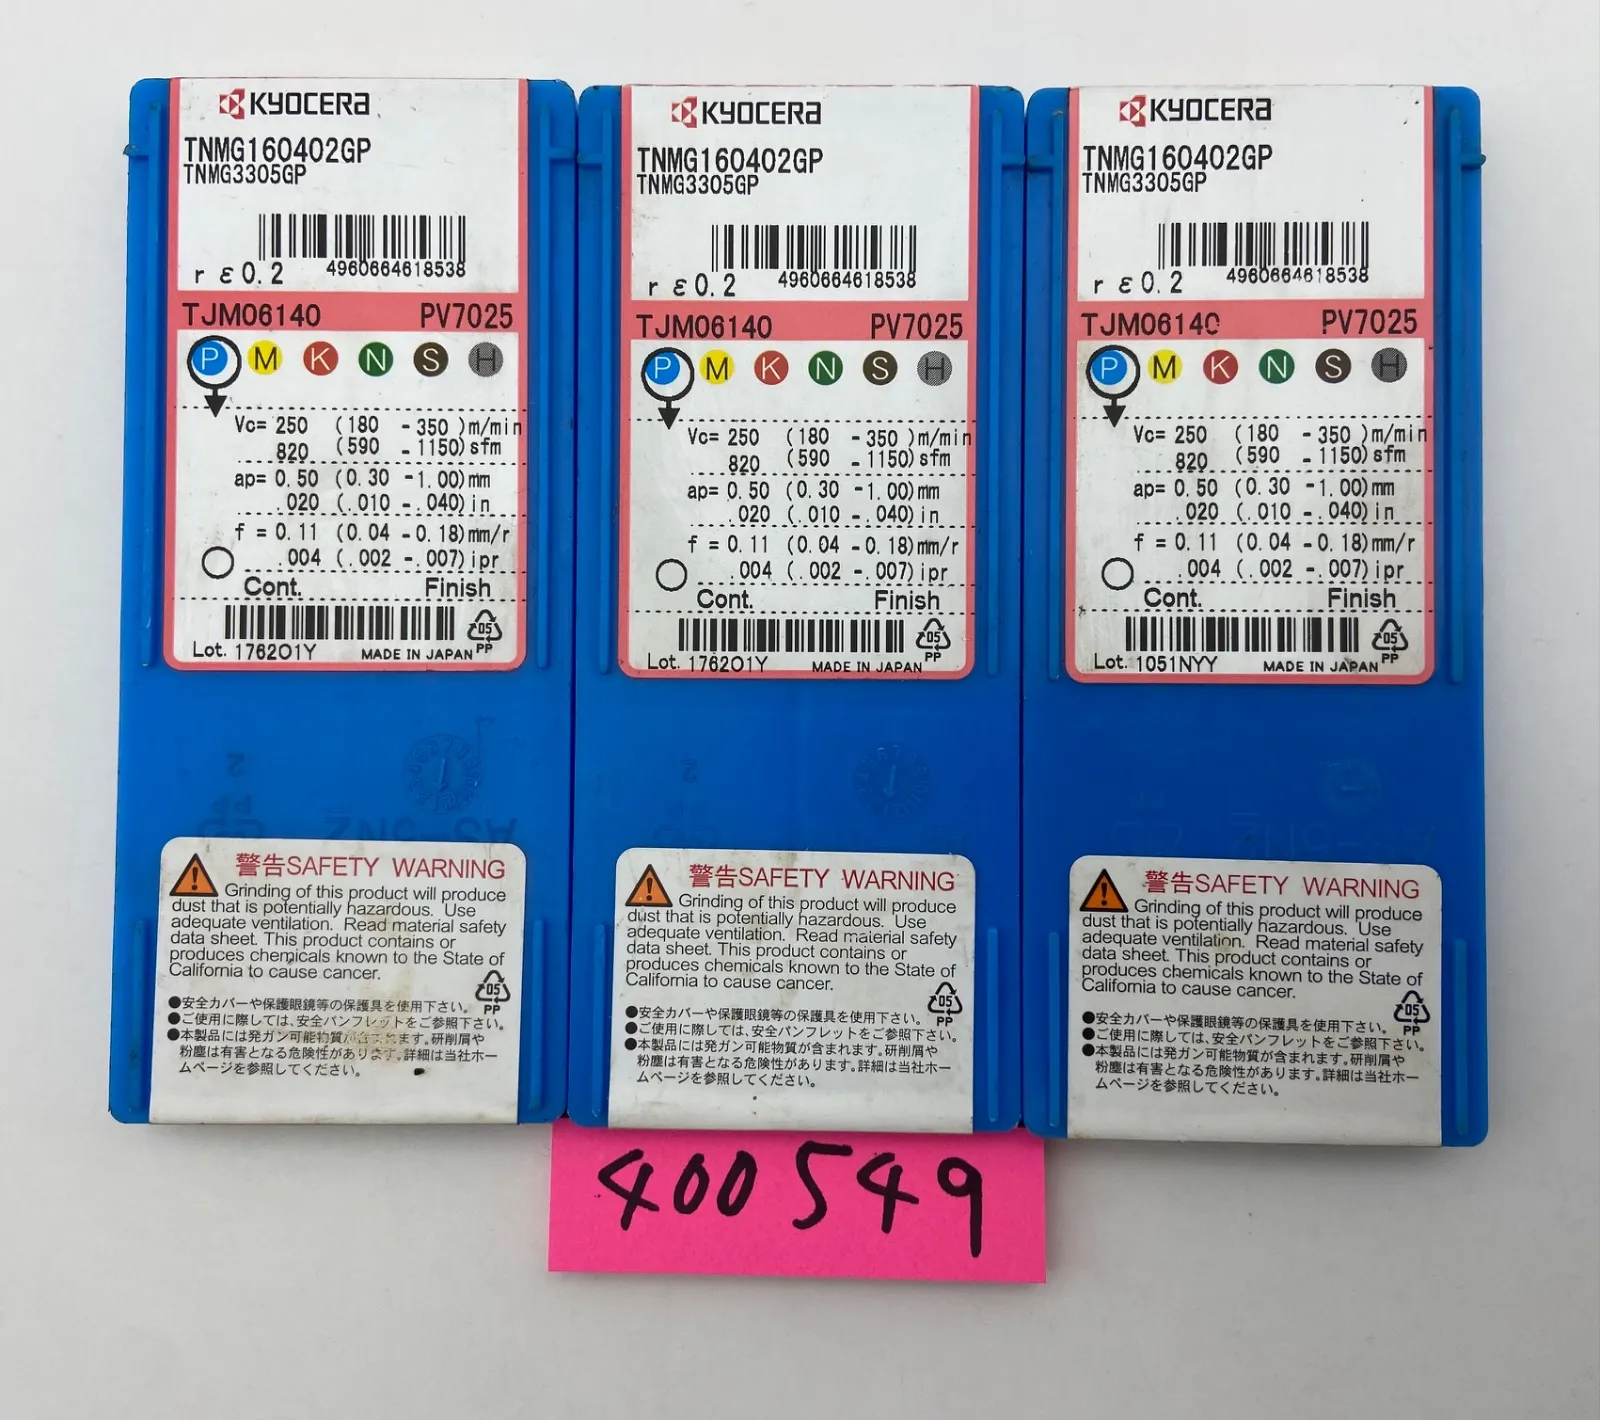 KYOCERA
TNMG160402GP
TNMG3305GP
rε0.2
4960664618538
TJM06140 PV7025
P M K N S H
Vc= 250 (180 - 350 )m/min
820 (590 - 1150)sfm
ap= 0.50 (0.30 -1.00)mm
.020 (.010 -.040)in
f = 0.11 (0.04 -0.18)mm/r
.004 (.002 -.007)ipr
Cont. Finish
Lot. 176201Y MADE IN JAPAN
05
PP
警告SAFETY WARNING
Grinding of this product will produce
dust that is potentially hazardous. Use
adequate ventilation. Read material safety
data sheet. This product contains or
produces chemicals known to the State of
California to cause cancer.
05
PP
●安全カバーや保護眼鏡等の保護具を使用下さい。
●ご使用に際しては、安全パンフレットをご参照下さい。
●本製品には発ガン可能物質が含まれます。研削屑や
粉塵は有害となる危険性があります。詳細は当社ホー
ムページを参照してください。
KYOCERA
TNMG160402GP
TNMG3305GP
rε0.2
4960664618538
TJM06140 PV7025
P M K N S H
Vc= 250 (180 - 350 )m/min
820 (590 - 1150)sfm
ap= 0.50 (0.30 -1.00)mm
.020 (.010 -.040)in
f = 0.11 (0.04 -0.18)mm/r
.004 (.002 -.007)ipr
Cont. Finish
Lot. 176201Y MADE IN JAPAN
05
PP
警告SAFETY WARNING
Grinding of this product will produce
dust that is potentially hazardous. Use
adequate ventilation. Read material safety
data sheet. This product contains or
produces chemicals known to the State of
California to cause cancer.
05
PP
●安全カバーや保護眼鏡等の保護具を使用下さい。
●ご使用に際しては、安全パンフレットをご参照下さい。
●本製品には発ガン可能物質が含まれます。研削屑や
粉塵は有害となる危険性があります。詳細は当社ホー
ムページを参照してください。
KYOCERA
TNMG160402GP
TNMG3305GP
rε0.2
4960664618538
TJM06140 PV7025
P M K N S H
Vc= 250 (180 - 350 )m/min
820 (590 - 1150)sfm
ap= 0.50 (0.30 -1.00)mm
.020 (.010 -.040)in
f = 0.11 (0.04 -0.18)mm/r
.004 (.002 -.007)ipr
Cont. Finish
Lot. 1051NYY MADE IN JAPAN
05
PP
警告SAFETY WARNING
Grinding of this product will produce
dust that is potentially hazardous. Use
adequate ventilation. Read material safety
data sheet. This product contains or
produces chemicals known to the State of
California to cause cancer.
05
PP
●安全カバーや保護眼鏡等の保護具を使用下さい。
●ご使用に際しては、安全パンフレットをご参照下さい。
●本製品には発ガン可能物質が含まれます。研削屑や
粉塵は有害となる危険性があります。詳細は当社ホー
ムページを参照してください。
400549